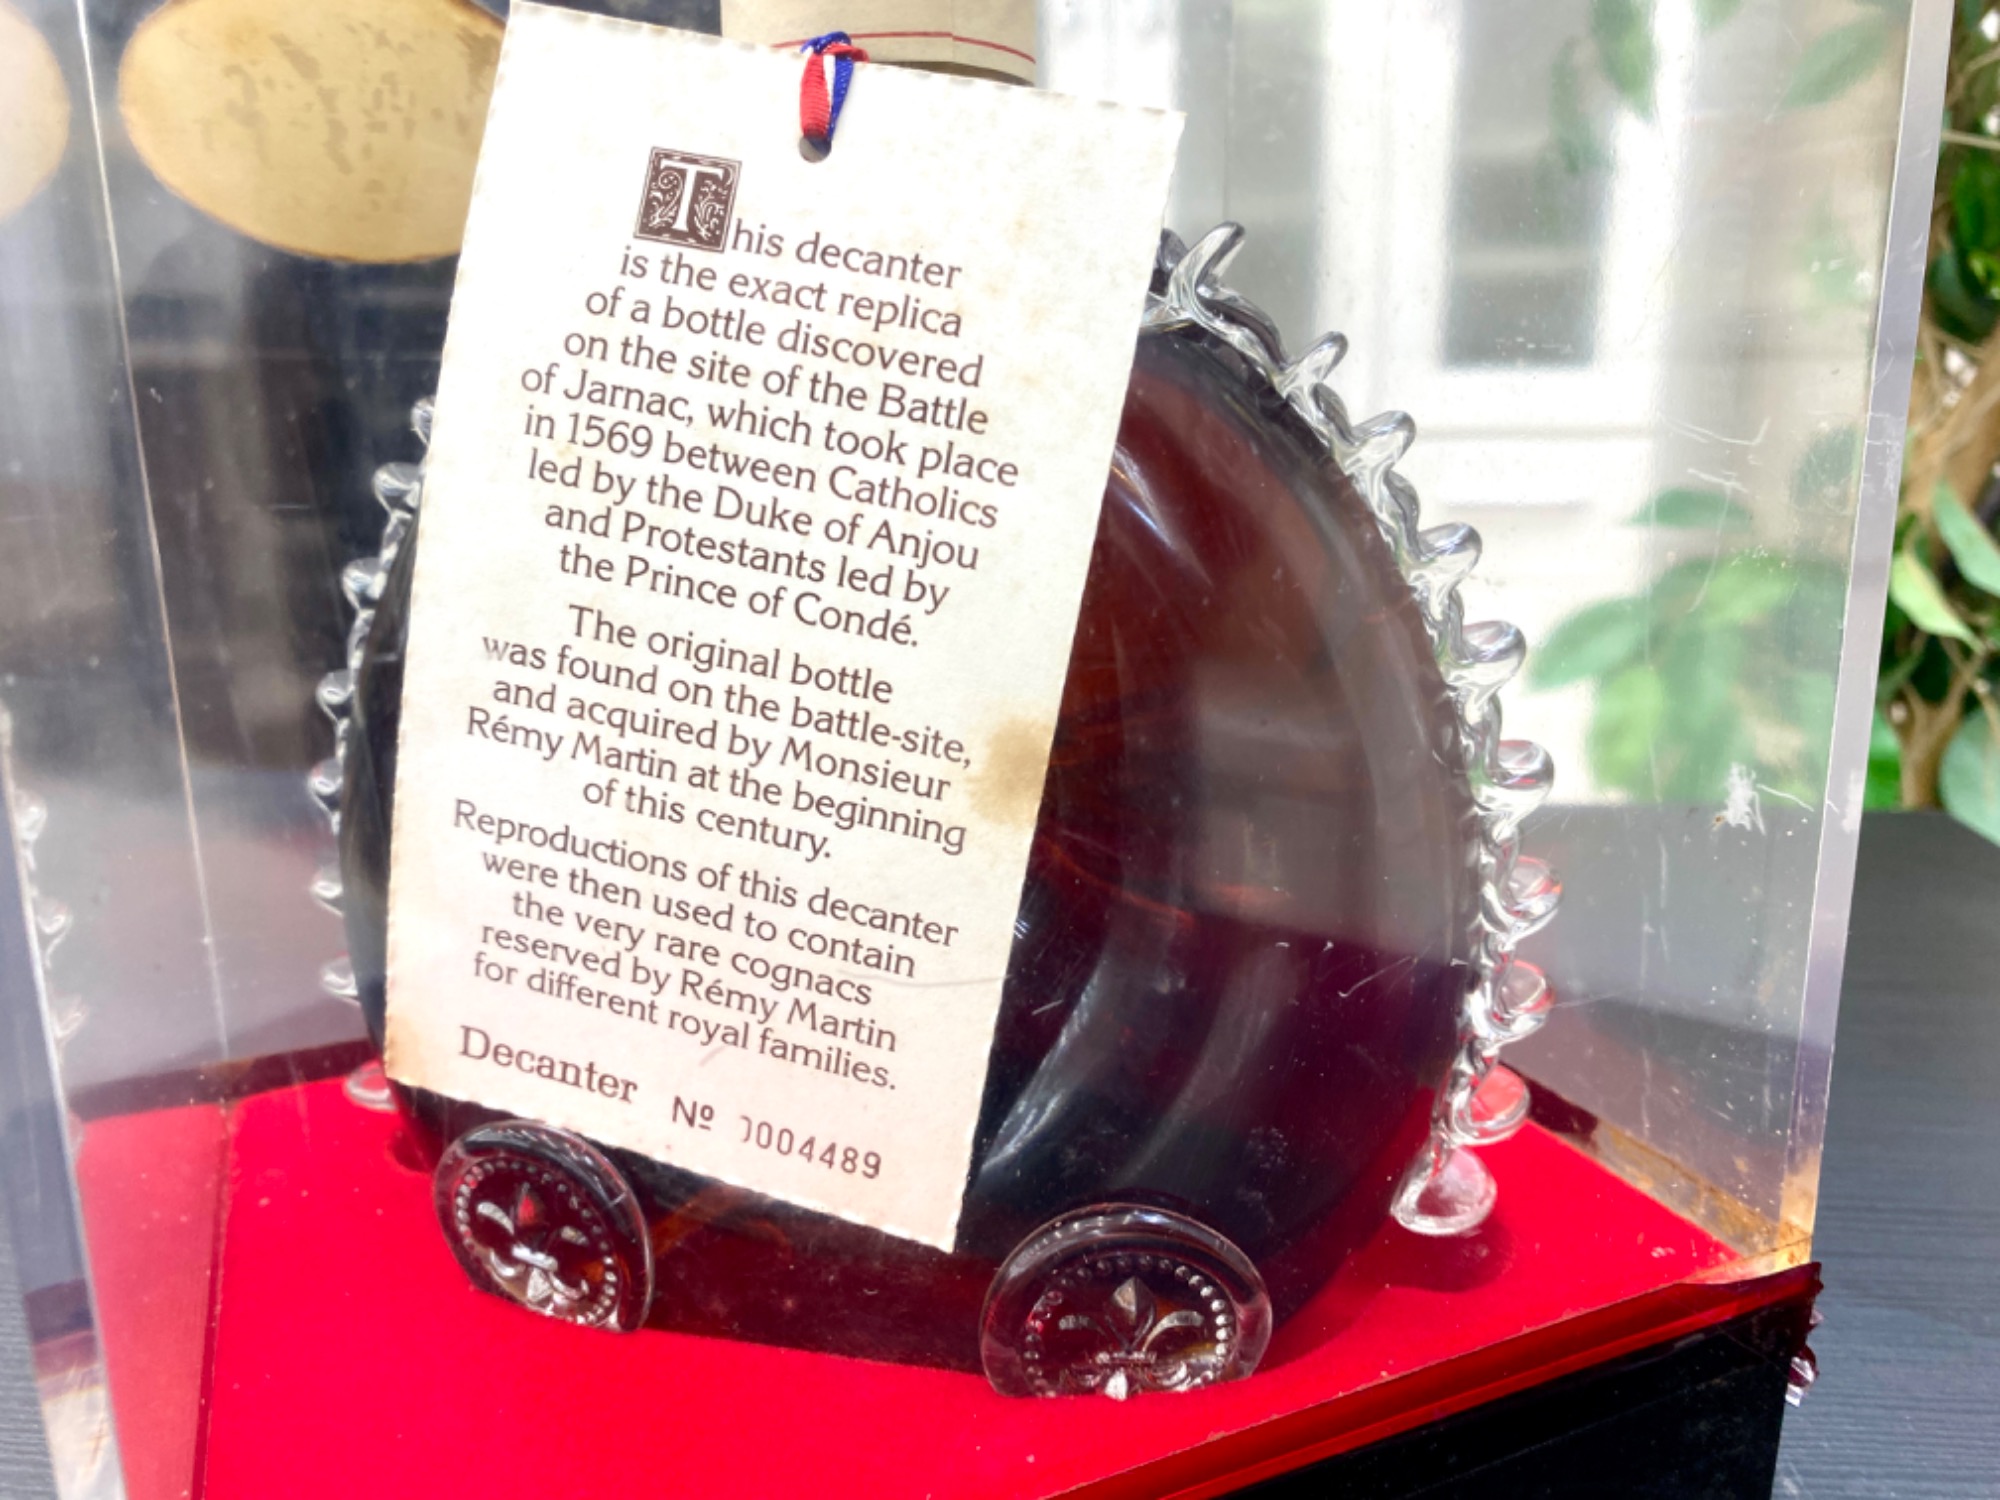 This decanter
is the exact replica
of a bottle discovered
on the site of the Battle
of Jarnac, which took place
in 1569 between Catholics
led by the Duke of Anjou
and Protestants led by
the Prince of Condé.
The original bottle
was found on the battle-site,
and acquired by Monsieur
Rémy Martin at the beginning
of this century.
Reproductions of this decanter
were then used to contain
the very rare cognacs
reserved by Rémy Martin
for different royal families.
Decanter Nº 0004489